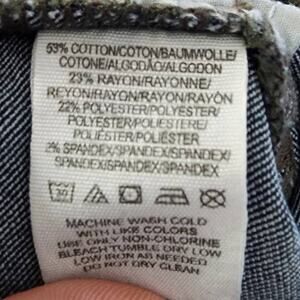 53% COTTON/COTON/BAUMWOLLE/
COTONE/ALGODÃO/ALGODON
23% RAYON/RAYONNE/
REYON/RAYON/RAYON/RAYÓN
22% POLYESTER/POLYESTER/
POLYESTER/POLIESTERE/
POLIÉSTER/POLIÉSTER
2% SPANDEX/SPANDEX/SPANDEX/
SPANDEX/SPANDEX/SPANDEX
MACHINE WASH COLD
WITH LIKE COLORS
USE ONLY NON-CHLORINE
BLEACH TUMBLE DRY LOW
LOW IRON AS NEEDED
DO NOT DRY CLEAN